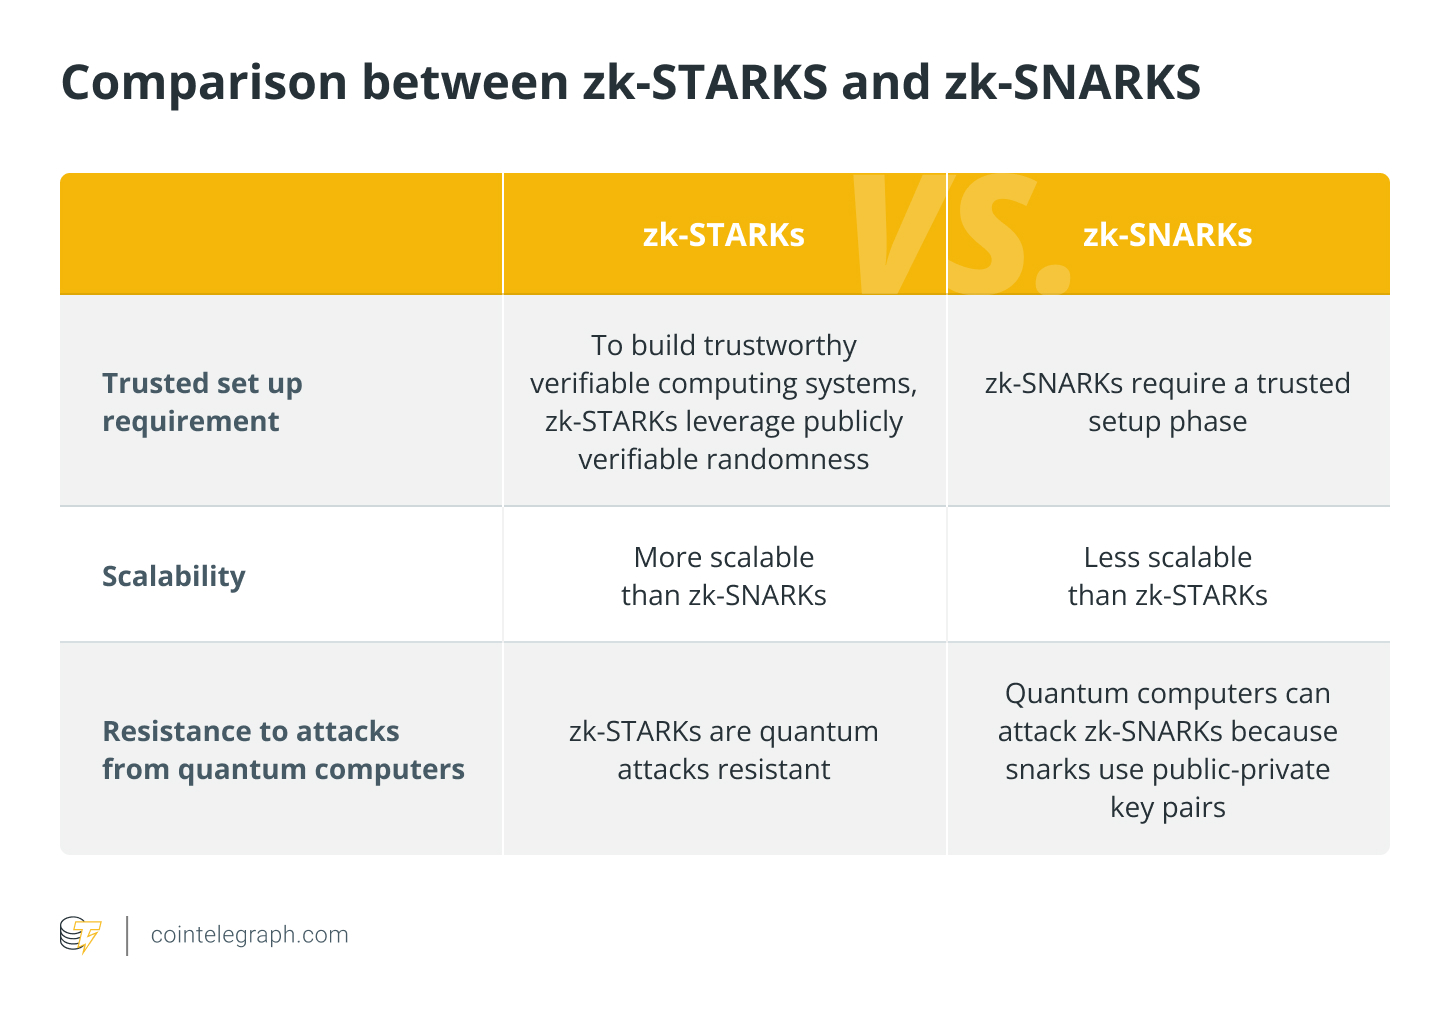 Comparison between zk-STARKS and zk-SNARKS
vs.
zk-STARKs
zk-SNARKs
Trusted set up
requirement
To build trustworthy
verifiable computing systems,
zk-STARKs leverage publicly
verifiable randomness
zk-SNARKs require a trusted
setup phase
Scalability
More scalable
than zk-SNARKs
Less scalable
than zk-STARKs
Resistance to attacks
from quantum computers
zk-STARKs are quantum
attacks resistant
Quantum computers can
attack zk-SNARKs because
snarks use public-private
key pairs
cointelegraph.com